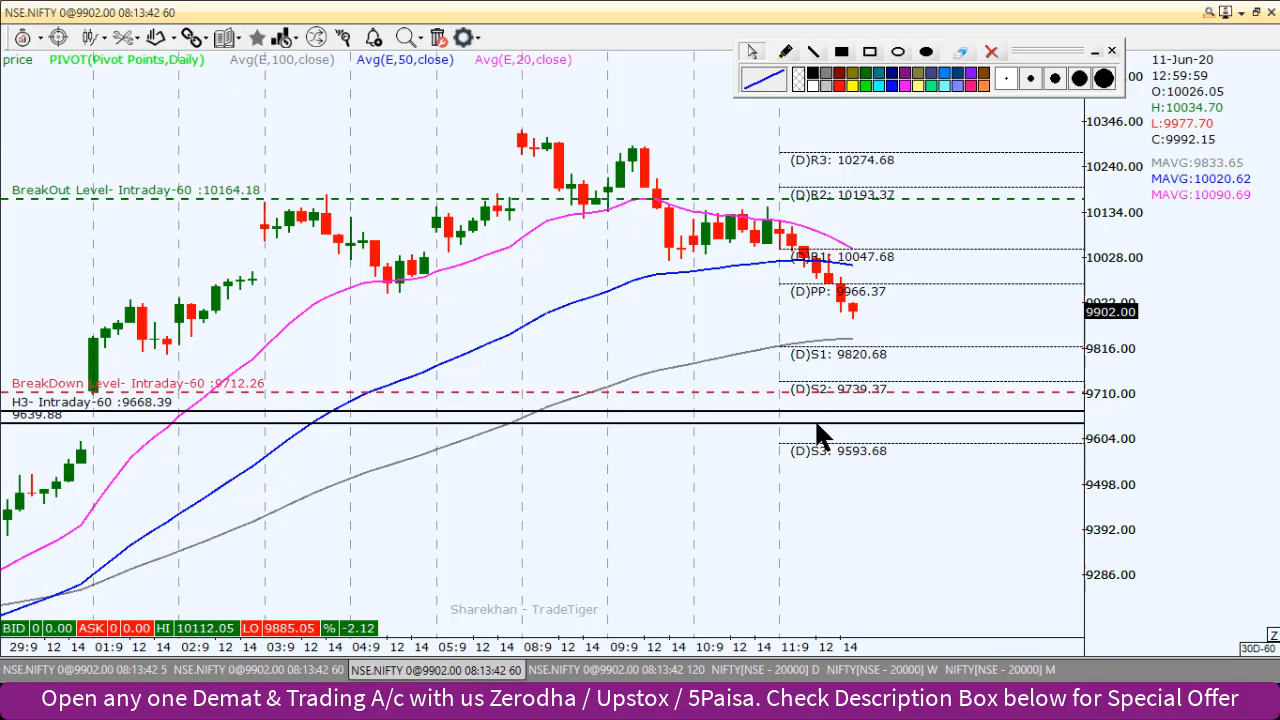 NSE.NIFTY 0@9902.00 08:13:42 60
price PIVOT(Pivot Points,Daily) Avg(E,100,close) Avg(E,50,close) Avg(E,20,close)
11-Jun-20
12:59:59
O:10026.05
H:10034.70
L:9977.70
C:9992.15
MAVG:9833.65
MAVG:10020.62
MAVG:10090.69
10346.00
10240.00
10134.00
10028.00
9922.00
9902.00
9816.00
9710.00
9604.00
9498.00
9392.00
9286.00
(D)R3: 10274.68
BreakOut Level- Intraday-60 :10164.18
(D)R2: 10193.37
(D)R1: 10047.68
(D)PP: 9966.37
(D)S1: 9820.68
BreakDown Level- Intraday-60 :9712.26
(D)S2: 9739.37
H3- Intraday-60 :9668.39
9639.88
(D)S3: 9593.68
Sharekhan - TradeTiger
BID 0 0.00 ASK 0 0.00 HI 10112.05 LO 9885.05 % -2.12
29:9 12 14 01:9 12 14 02:9 12 14 03:9 12 14 04:9 12 14 05:9 12 14 08:9 12 14 09:9 12 14 10:9 12 14 11:9 12 14
Z
30D-60
NSE.NIFTY 0@9902.00 08:13:42 5 NSE.NIFTY 0@9902.00 08:13:42 60 NSE.NIFTY 0@9902.00 08:13:42 60 NSE.NIFTY 0@9902.00 08:13:42 120 NIFTY[NSE - 20000] D NIFTY[NSE - 20000] W NIFTY[NSE - 20000] M
Open any one Demat & Trading A/c with us Zerodha / Upstox / 5Paisa. Check Description Box below for Special Offer